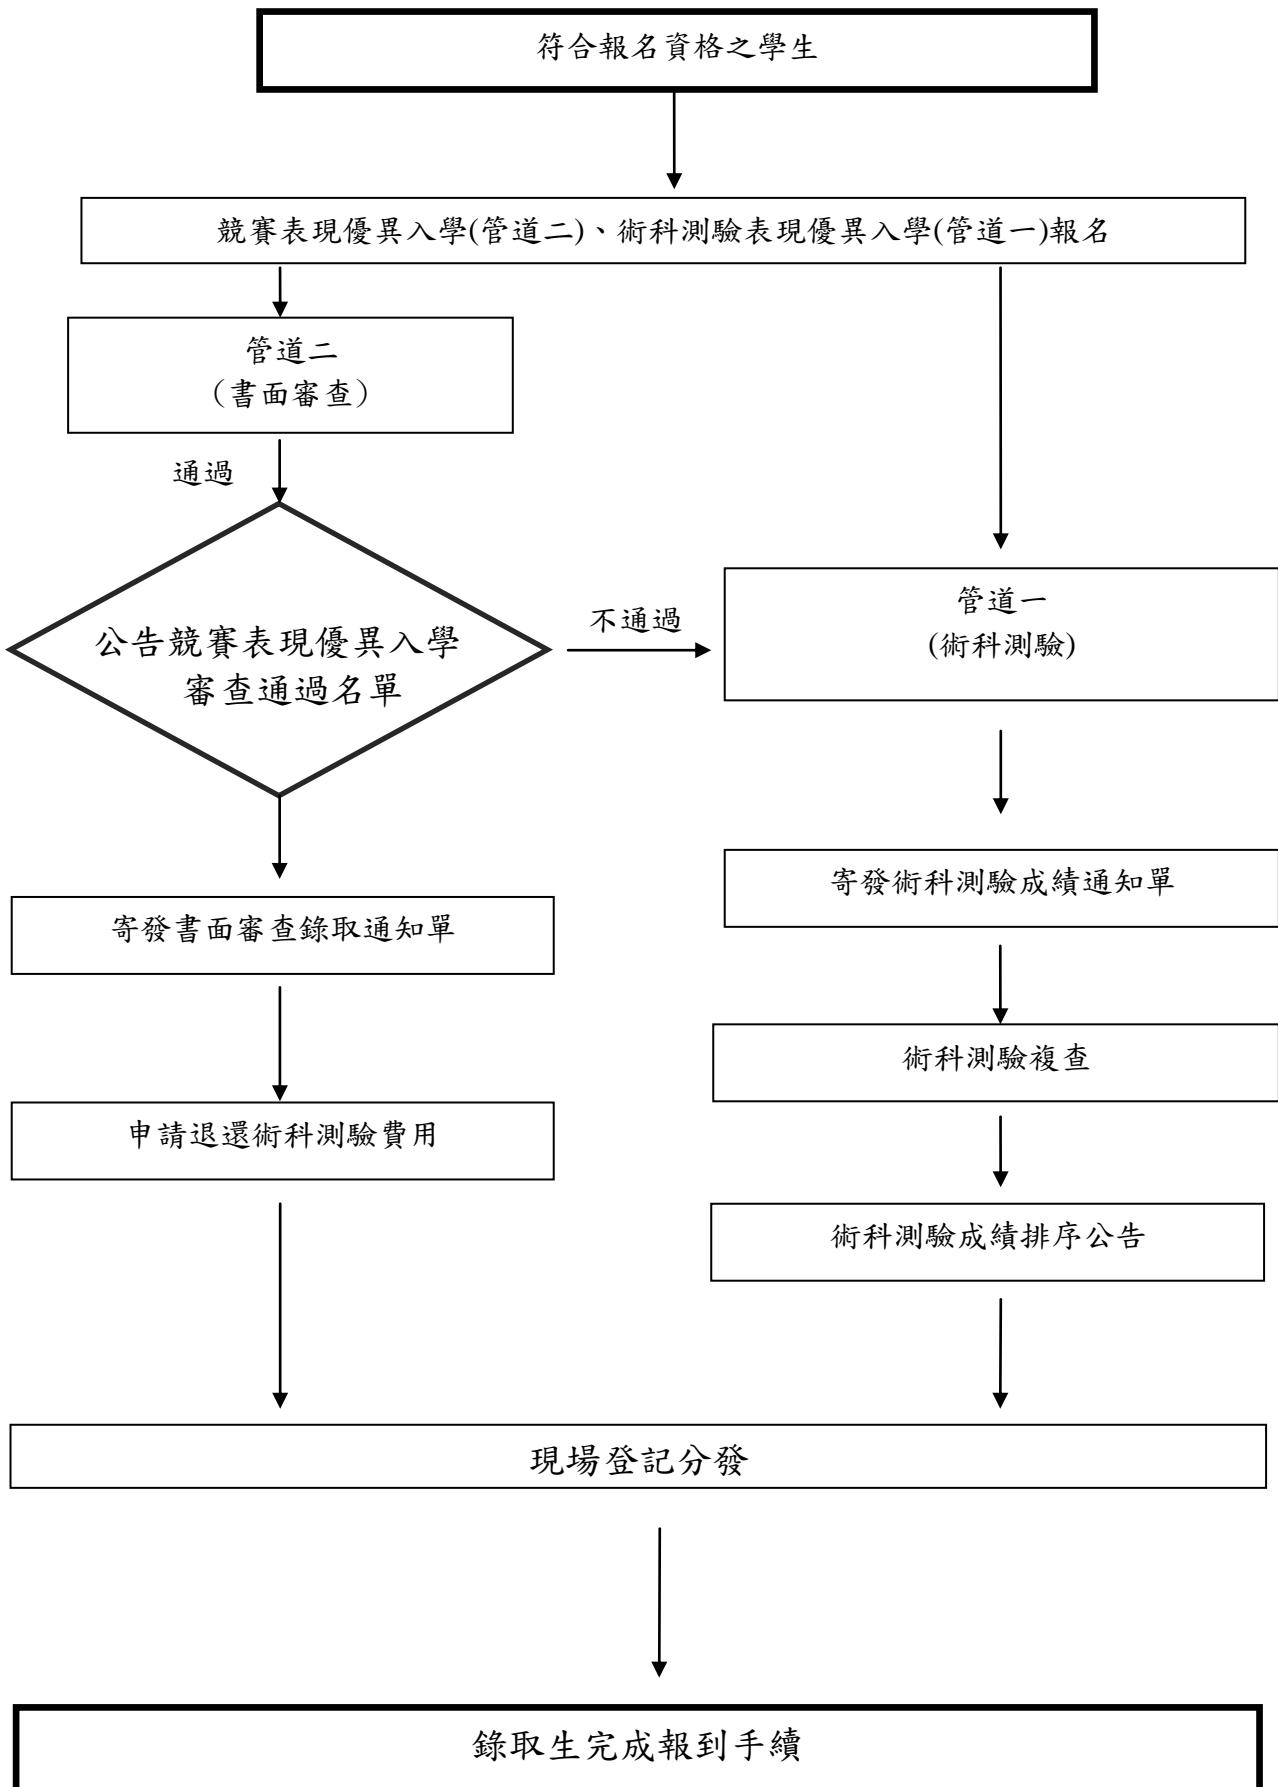 符合報名資格之學生
競賽表現優異入學(管道二)、術科測驗表現優異入學(管道一)報名
管道二
（書面審查）
通過
公告競賽表現優異入學
審查通過名單
不通過
管道一
(術科測驗)
寄發術科測驗成績通知單
寄發書面審查錄取通知單
術科測驗複查
申請退還術科測驗費用
術科測驗成績排序公告
現場登記分發
錄取生完成報到手續